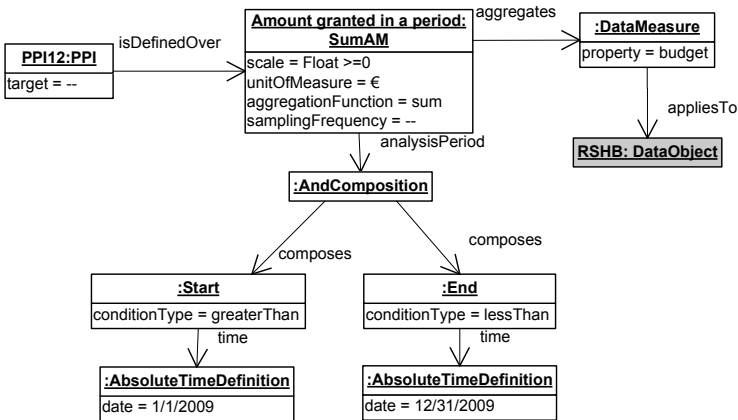 Amount granted in a period:
SumAM
scale = Float >=0
unitOfMeasure = €
aggregationFunction = sum
samplingFrequency = --
PPI12:PPI
target = --
isDefinedOver
aggregates
:DataMeasure
property = budget
appliesTo
RSHB: DataObject
analysisPeriod
:AndComposition
composes
composes
:Start
conditionType = greaterThan
time
:AbsoluteTimeDefinition
date = 1/1/2009
:End
conditionType = lessThan
time
:AbsoluteTimeDefinition
date = 12/31/2009